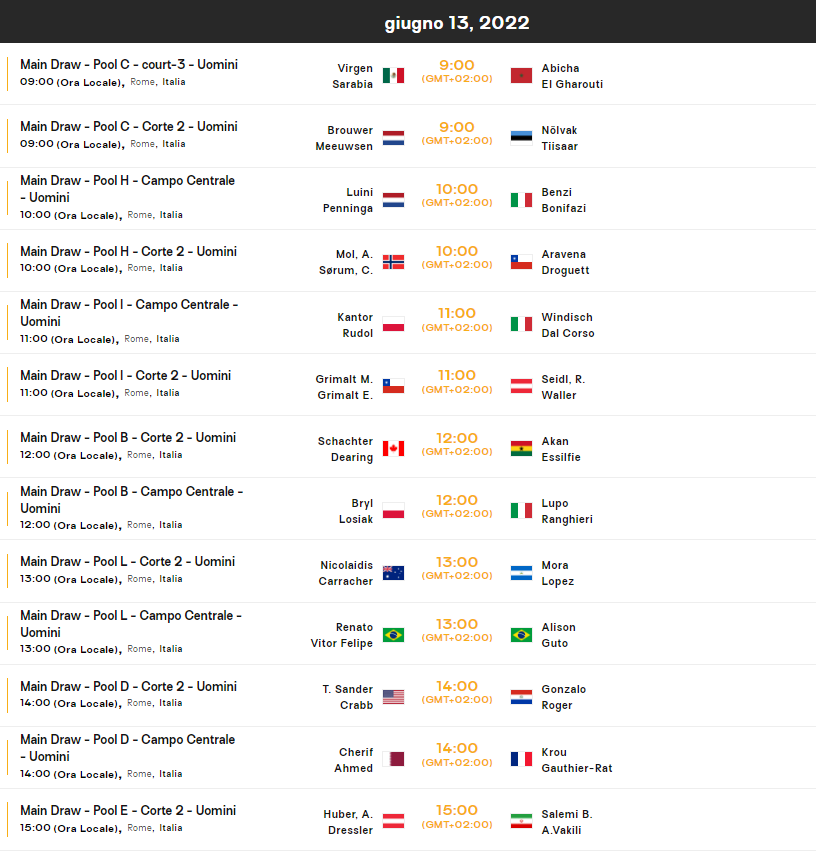 giugno 13, 2022
Main Draw - Pool C - court-3 - Uomini
09:00 (Ora Locale), Rome, Italia
Virgen
Sarabia
9:00
(GMT+02:00)
Abicha
El Gharouti
Main Draw - Pool C - Corte 2 - Uomini
09:00 (Ora Locale), Rome, Italia
Brouwer
Meeuwsen
9:00
(GMT+02:00)
Nõlvak
Tiisaar
Main Draw - Pool H - Campo Centrale
- Uomini
10:00 (Ora Locale), Rome, Italia
Luini
Penninga
10:00
(GMT+02:00)
Benzi
Bonifazi
Main Draw - Pool H - Corte 2 - Uomini
10:00 (Ora Locale), Rome, Italia
Mol, A.
Sørum, C.
10:00
(GMT+02:00)
Aravena
Droguett
Main Draw - Pool I - Campo Centrale -
Uomini
11:00 (Ora Locale), Rome, Italia
Kantor
Rudol
11:00
(GMT+02:00)
Windisch
Dal Corso
Main Draw - Pool I - Corte 2 - Uomini
11:00 (Ora Locale), Rome, Italia
Grimalt M.
Grimalt E.
11:00
(GMT+02:00)
Seidl, R.
Waller
Main Draw - Pool B - Corte 2 - Uomini
12:00 (Ora Locale), Rome, Italia
Schachter
Dearing
12:00
(GMT+02:00)
Akan
Essilfie
Main Draw - Pool B - Campo Centrale -
Uomini
12:00 (Ora Locale), Rome, Italia
Bryl
Losiak
12:00
(GMT+02:00)
Lupo
Ranghieri
Main Draw - Pool L - Corte 2 - Uomini
13:00 (Ora Locale), Rome, Italia
Nicolaidis
Carracher
13:00
(GMT+02:00)
Mora
Lopez
Main Draw - Pool L - Campo Centrale -
Uomini
13:00 (Ora Locale), Rome, Italia
Renato
Vitor Felipe
13:00
(GMT+02:00)
Alison
Guto
Main Draw - Pool D - Corte 2 - Uomini
14:00 (Ora Locale), Rome, Italia
T. Sander
Crabb
14:00
(GMT+02:00)
Gonzalo
Roger
Main Draw - Pool D - Campo Centrale
- Uomini
14:00 (Ora Locale), Rome, Italia
Cherif
Ahmed
14:00
(GMT+02:00)
Krou
Gauthier-Rat
Main Draw - Pool E - Corte 2 - Uomini
15:00 (Ora Locale), Rome, Italia
Huber, A.
Dressler
15:00
(GMT+02:00)
Salemi B.
A.Vakili